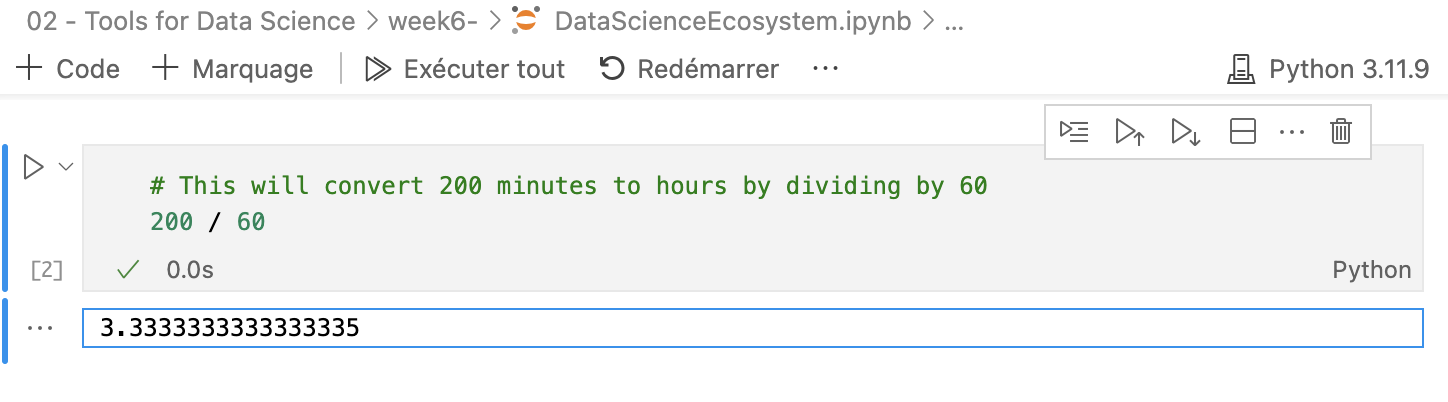 02 - Tools for Data Science > week6- > DataScienceEcosystem.ipynb > ...
+ Code + Marquage Exécuter tout Redémarrer ... Python 3.11.9
# This will convert 200 minutes to hours by dividing by 60
200 / 60
[2] ✓ 0.0s Python
... 3.3333333333333335